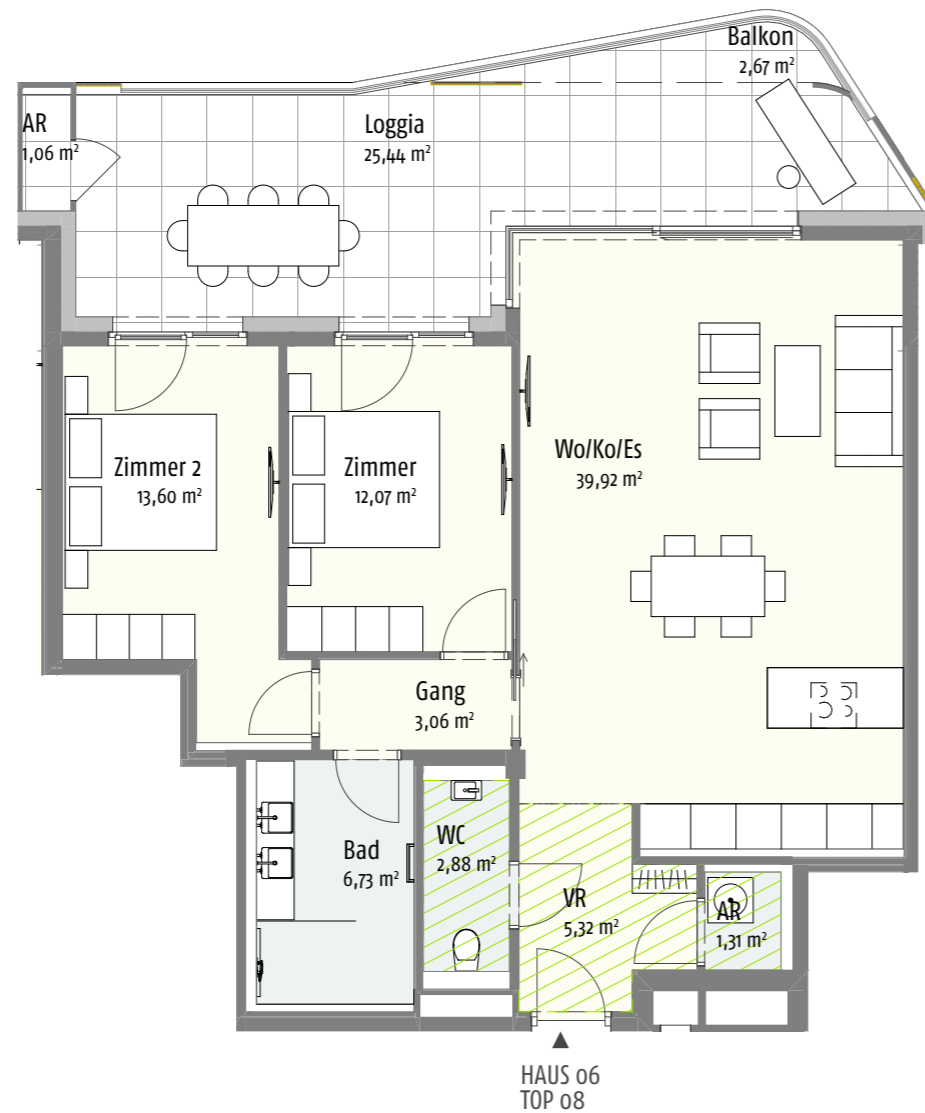 Balkon
2,67 m²
AR
1,06 m²
Loggia
25,44 m²
Wo/Ko/Es
39,92 m²
Zimmer 2
13,60 m²
Zimmer
12,07 m²
Gang
3,06 m²
WC
2,88 m²
Bad
6,73 m²
VR
5,32 m²
AR
1,31 m²
HAUS 06
TOP 08